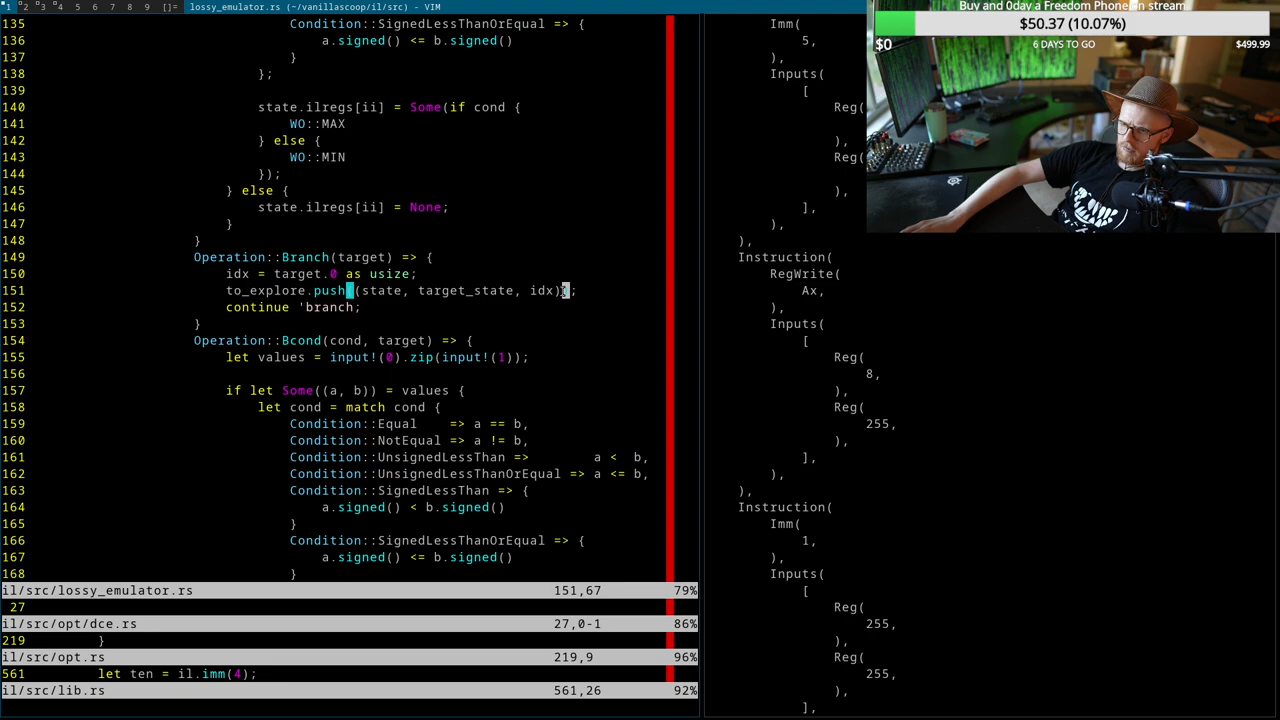 1 2 3 4 5 6 7 8 9 []= lossy_emulator.rs (~/vanillascoop/il/src) - VIM
135 Condition::SignedLessThanOrEqual => {
136 a.signed() <= b.signed()
137 }
138 };
139
140 state.ilregs[ii] = Some(if cond {
141 WO::MAX
142 } else {
143 WO::MIN
144 });
145 } else {
146 state.ilregs[ii] = None;
147 }
148 }
149 Operation::Branch(target) => {
150 idx = target.0 as usize;
151 to_explore.push((state, target_state, idx));
152 continue 'branch;
153 }
154 Operation::Bcond(cond, target) => {
155 let values = input!(0).zip(input!(1));
156
157 if let Some((a, b)) = values {
158 let cond = match cond {
159 Condition::Equal => a == b,
160 Condition::NotEqual => a != b,
161 Condition::UnsignedLessThan => a < b,
162 Condition::UnsignedLessThanOrEqual => a <= b,
163 Condition::SignedLessThan => {
164 a.signed() < b.signed()
165 }
166 Condition::SignedLessThanOrEqual => {
167 a.signed() <= b.signed()
168 }
il/src/lossy_emulator.rs 151,67 79%
27
il/src/opt/dce.rs 27,0-1 86%
219 }
il/src/opt.rs 219,9 96%
561 let ten = il.imm(4);
il/src/lib.rs 561,26 92%
Imm(
5,
),
Inputs(
[
Reg(
),
Reg(
),
],
),
),
Instruction(
RegWrite(
Ax,
),
Inputs(
[
Reg(
8,
),
Reg(
255,
),
],
),
),
Instruction(
Imm(
1,
),
Inputs(
[
Reg(
255,
),
Reg(
255,
),
],
Buy and 0day a Freedom Phone on stream
$50.37 (10.07%)
$0 6 DAYS TO GO $499.99